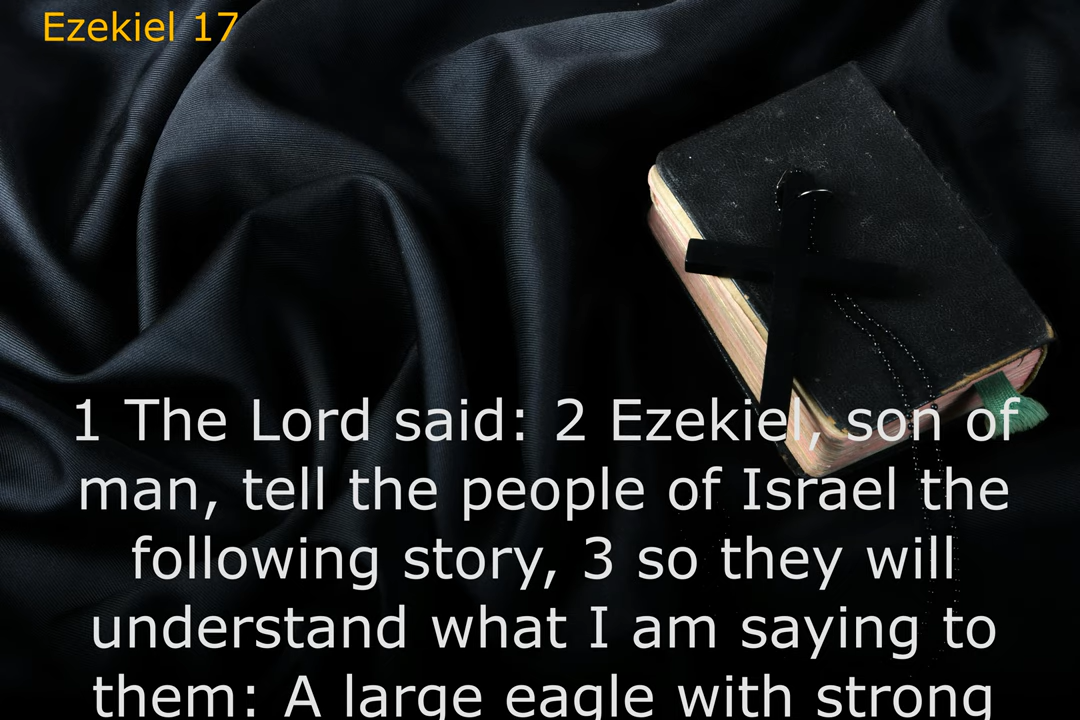 Ezekiel 17
1 The Lord said: 2 Ezekiel, son of
man, tell the people of Israel the
following story, 3 so they will
understand what I am saying to
them: A large eagle with strong